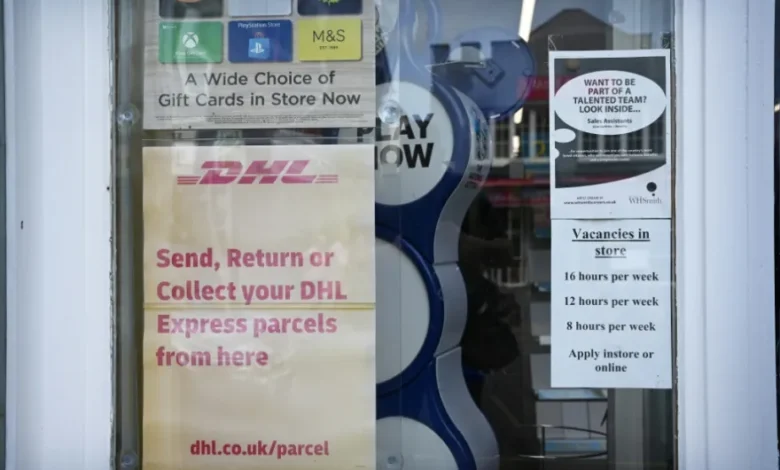 PlayStation Store
M&S
EST. 1884
A Wide Choice of
Gift Cards in Store Now
DHL
Send, Return or
Collect your DHL
Express parcels
from here
dhl.co.uk/parcel
PLAY
NOW
WANT TO BE
PART OF A
TALENTED TEAM?
LOOK INSIDE...
Sales Assistants
WHSmith
Vacancies in
store
16 hours per week
12 hours per week
8 hours per week
Apply instore or
online